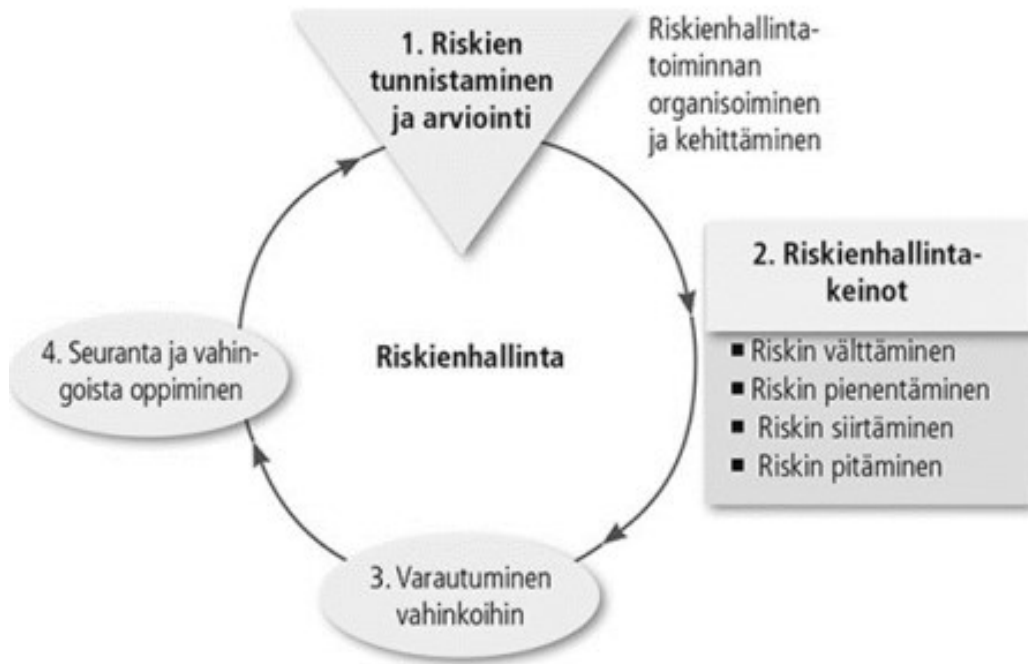 1. Riskien
tunnistaminen
ja arviointi
Riskienhallinta-
toiminnan
organisoiminen
ja kehittäminen
2. Riskienhallinta-
keinot
■ Riskin välttäminen
■ Riskin pienentäminen
■ Riskin siirtäminen
■ Riskin pitäminen
Riskienhallinta
3. Varautuminen
vahinkoihin
4. Seuranta ja vahin-
goista oppiminen